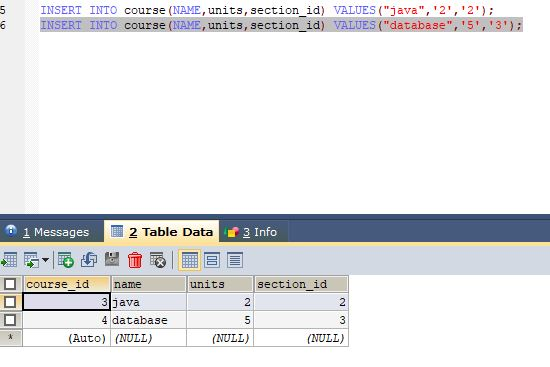 5 INSERT INTO course(NAME,units,section_id) VALUES("java",'2','2');
6 INSERT INTO course(NAME,units,section_id) VALUES("database",'5','3');
1 Messages 2 Table Data 3 Info
course_id name units section_id
3 java 2 2
4 database 5 3
* (Auto) (NULL) (NULL) (NULL)